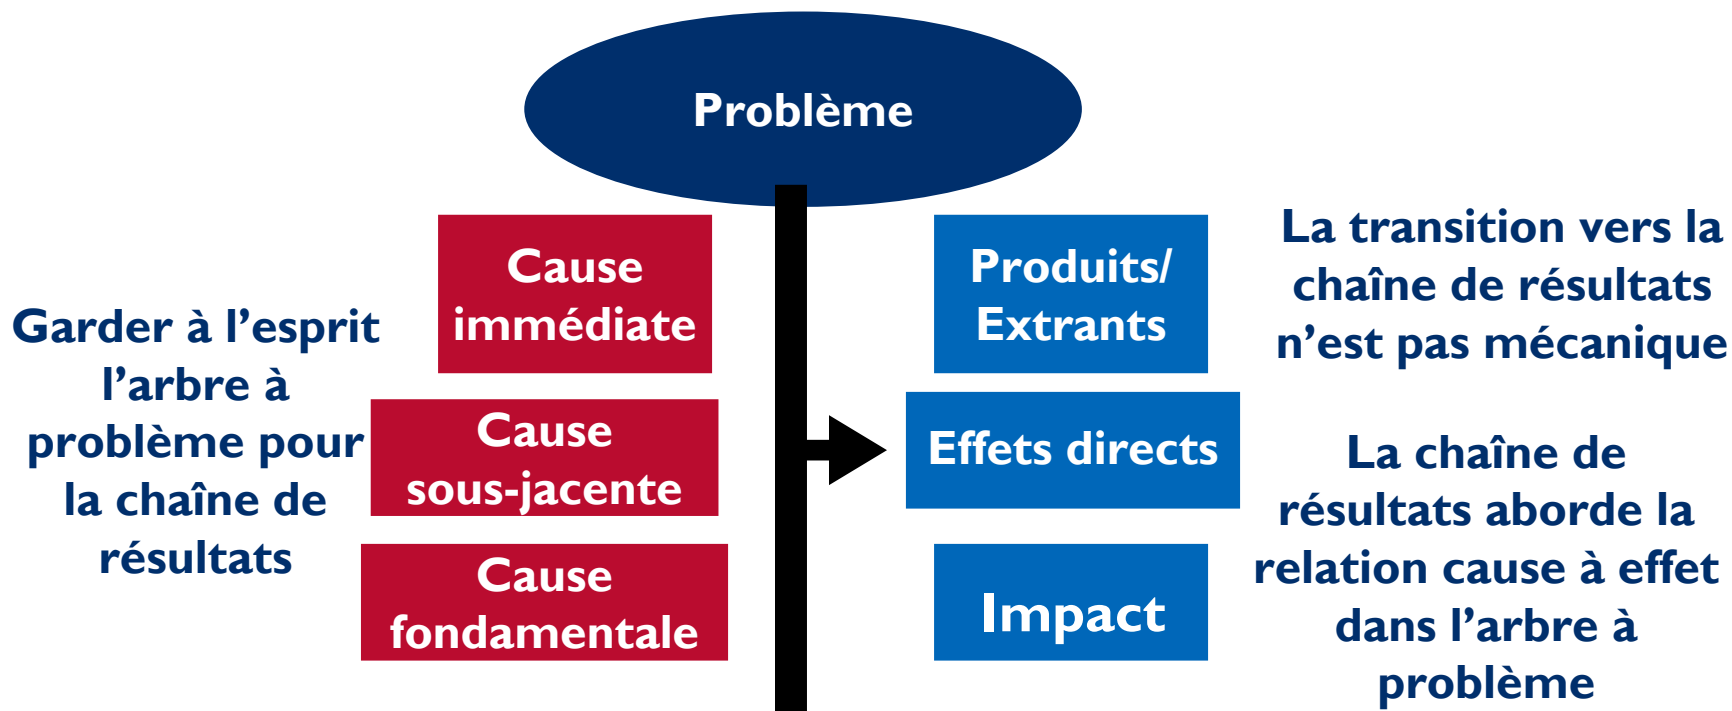 Problème
Garder à l’esprit
l’arbre à
problème pour
la chaîne de
résultats
Cause
immédiate
Cause
sous-jacente
Cause
fondamentale
Produits/
Extrants
Effets directs
Impact
La transition vers la
chaîne de résultats
n’est pas mécanique
La chaîne de
résultats aborde la
relation cause à effet
dans l’arbre à
problème